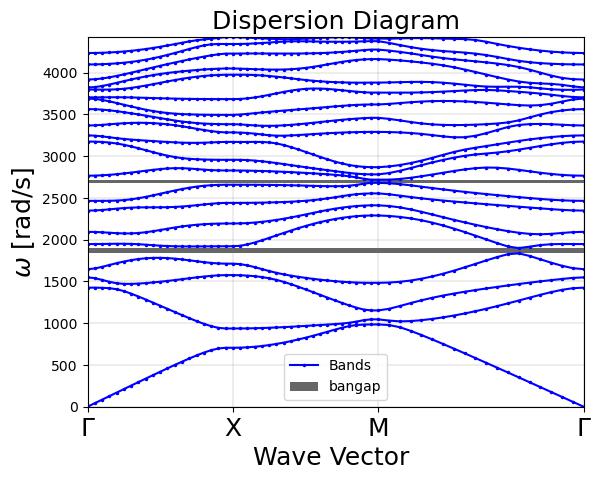 Dispersion Diagram
4000
3500
3000
2500
2000
1500
1000
500
0
ω [rad/s]
Bands
bangap
Γ X M Γ
Wave Vector